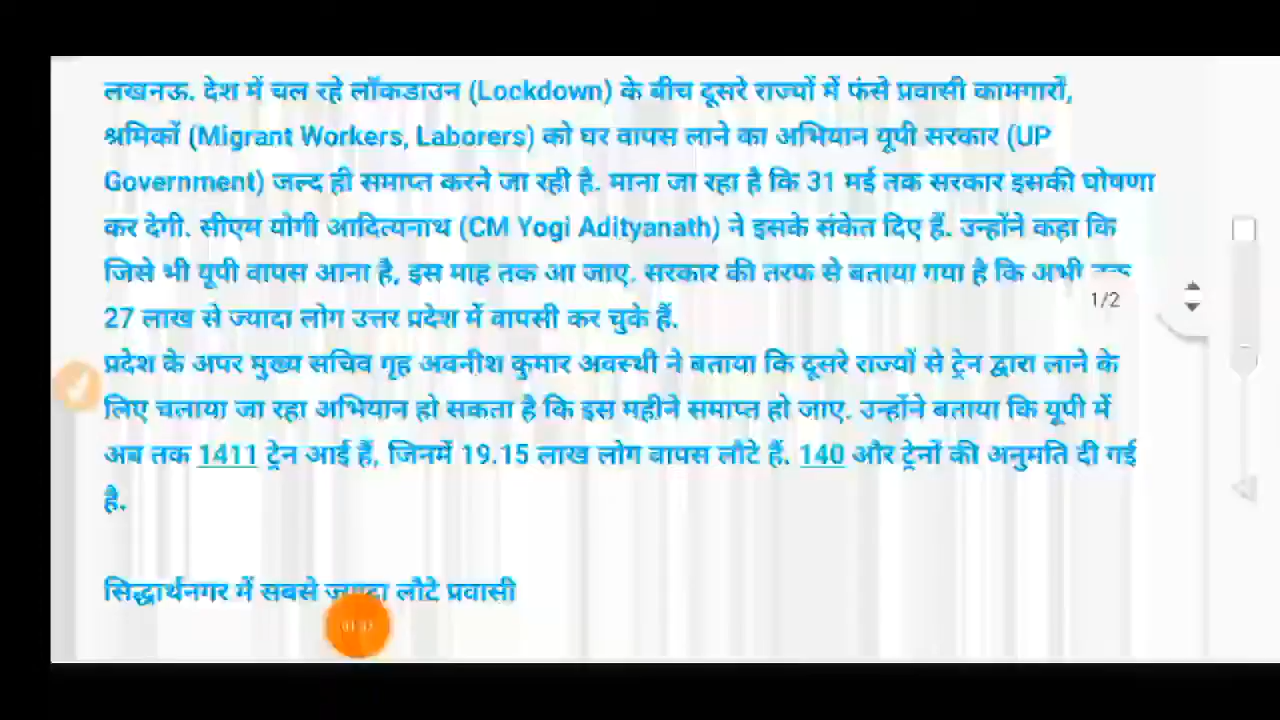 लखनऊ. देश में चल रहे लॉकडाउन (Lockdown) के बीच दूसरे राज्यों में फंसे प्रवासी कामगारों,
श्रमिकों (Migrant Workers, Laborers) को घर वापस लाने का अभियान यूपी सरकार (UP
Government) जल्द ही समाप्त करने जा रही है. माना जा रहा है कि 31 मई तक सरकार इसकी घोषणा
कर देगी. सीएम योगी आदित्यनाथ (CM Yogi Adityanath) ने इसके संकेत दिए हैं. उन्होंने कहा कि
जिसे भी यूपी वापस आना है, इस माह तक आ जाए. सरकार की तरफ से बताया गया है कि अभी
1/2
27 लाख से ज्यादा लोग उत्तर प्रदेश में वापसी कर चुके हैं.
प्रदेश के अपर मुख्य सचिव गृह अवनीश कुमार अवस्थी ने बताया कि दूसरे राज्यों से ट्रेन द्वारा लाने के
लिए चलाया जा रहा अभियान हो सकता है कि इस महीने समाप्त हो जाए. उन्होंने बताया कि यूपी में
अब तक 1411 ट्रेन आई हैं, जिनमें 19.15 लाख लोग वापस लौटे हैं. 140 और ट्रेनों की अनुमति दी गई
है.
सिद्धार्थनगर में सबसे ज्यादा लौटे प्रवासी